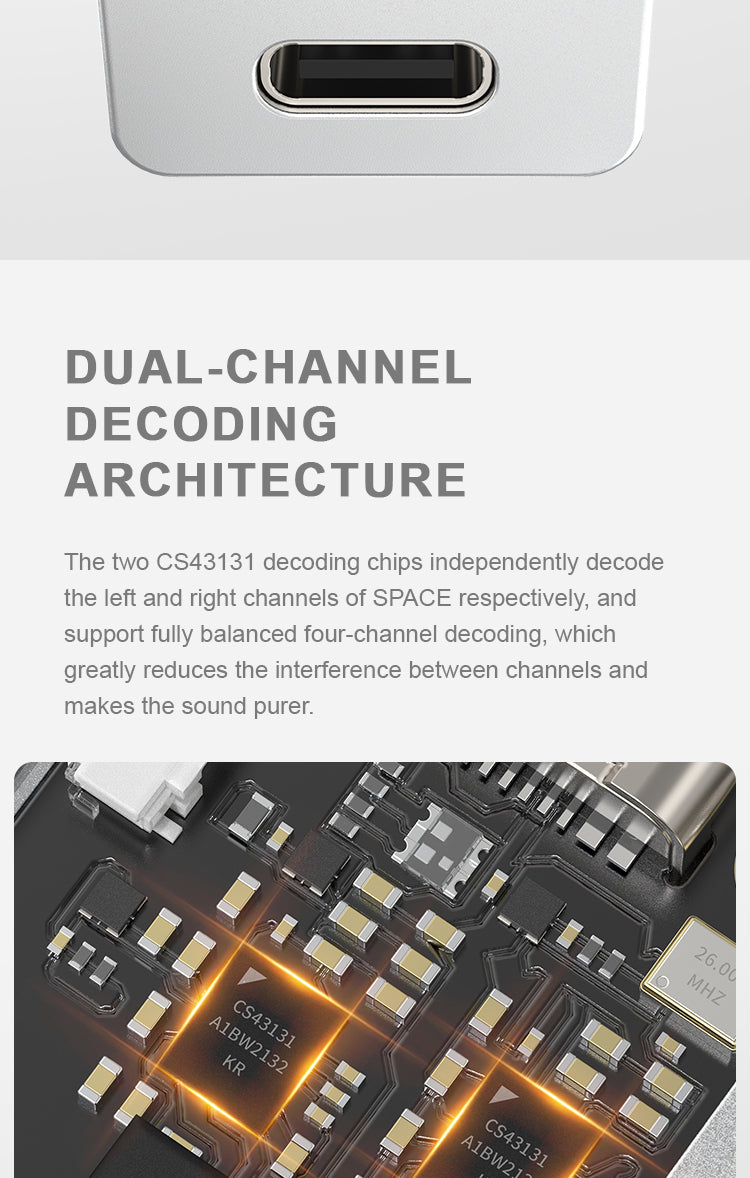 DUAL-CHANNEL
DECODING
ARCHITECTURE
The two CS43131 decoding chips independently decode
the left and right channels of SPACE respectively, and
support fully balanced four-channel decoding, which
greatly reduces the interference between channels and
makes the sound purer.
26.00
MHZ
CS43131
A1BW2132
KR
CS43131
A1BW2132